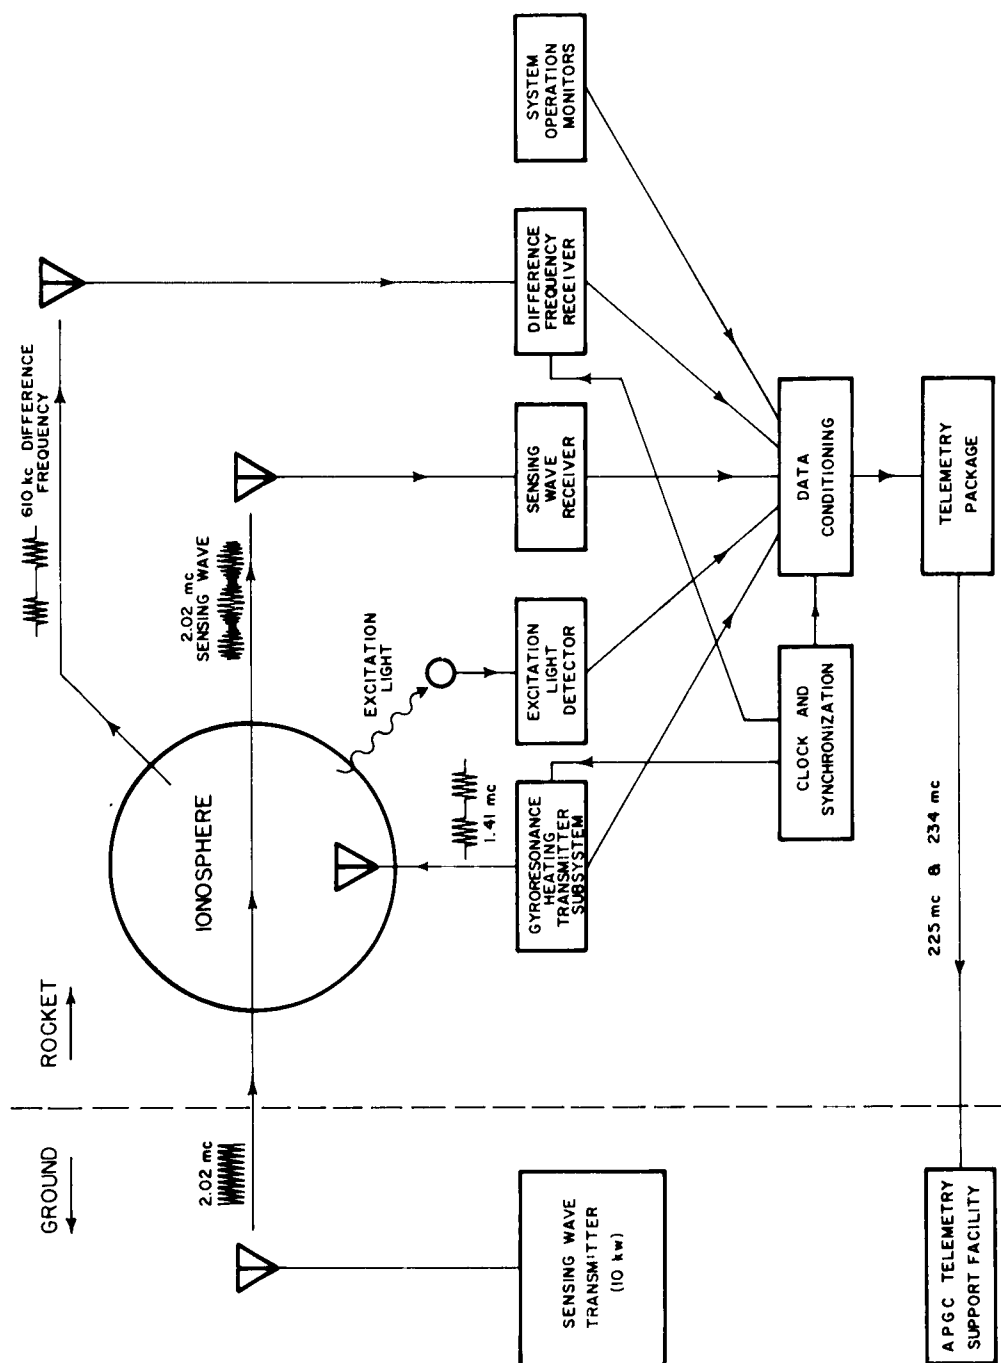 GROUND
ROCKET
2.02 mc
IONOSPHERE
2.02 mc
SENSING WAVE
610 kc DIFFERENCE
FREQUENCY
EXCITATION
LIGHT
1.41 mc
SENSING WAVE
TRANSMITTER
(10 kw)
GYRORESONANCE
HEATING
TRANSMITTER
SUBSYSTEM
EXCITATION
LIGHT
DETECTOR
SENSING
WAVE
RECEIVER
DIFFERENCE
FREQUENCY
RECEIVER
SYSTEM
OPERATION
MONITORS
CLOCK AND
SYNCHRONIZATION
DATA
CONDITIONING
APGC TELEMETRY
SUPPORT FACILITY
225 mc & 234 mc
TELEMETRY
PACKAGE